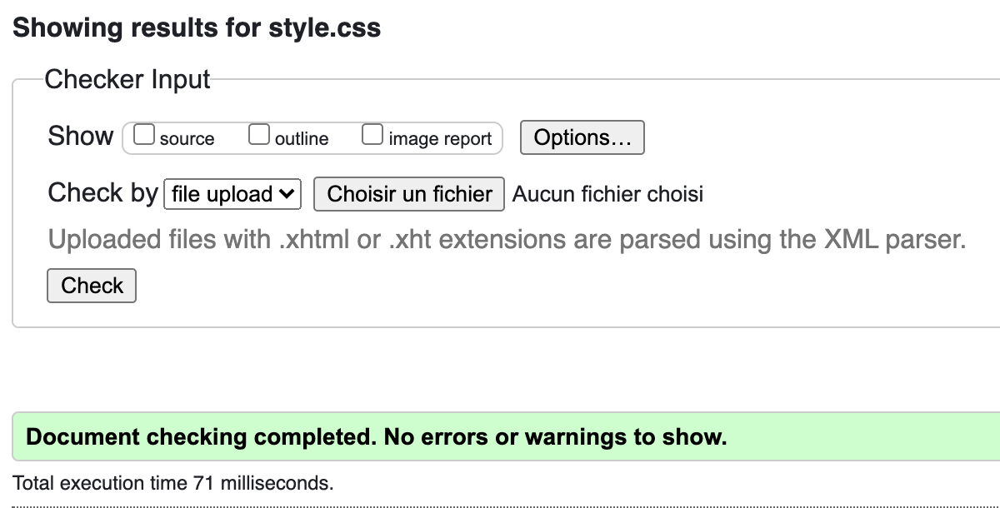 Showing results for style.css
Checker Input
Show source outline image report Options...
Check by file upload Choisir un fichier Aucun fichier choisi
Uploaded files with .xhtml or .xht extensions are parsed using the XML parser.
Check
Document checking completed. No errors or warnings to show.
Total execution time 71 milliseconds.